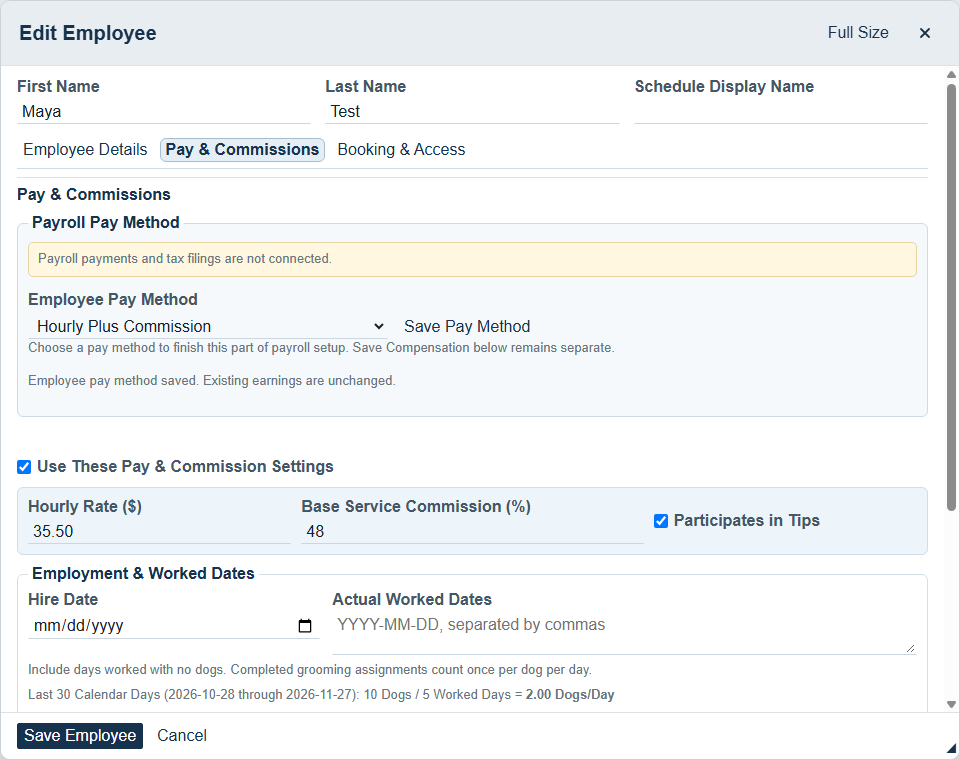 Edit Employee
Full Size ×
First Name Last Name Schedule Display Name
Maya Test
Employee Details Pay & Commissions Booking & Access
Pay & Commissions
Payroll Pay Method
Payroll payments and tax filings are not connected.
Employee Pay Method
Hourly Plus Commission Save Pay Method
Choose a pay method to finish this part of payroll setup. Save Compensation below remains separate.
Employee pay method saved. Existing earnings are unchanged.
Use These Pay & Commission Settings
Hourly Rate ($) Base Service Commission (%)
35.50 48 Participates in Tips
Employment & Worked Dates
Hire Date Actual Worked Dates
mm/dd/yyyy YYYY-MM-DD, separated by commas
Include days worked with no dogs. Completed grooming assignments count once per dog per day.
Last 30 Calendar Days (2026-10-28 through 2026-11-27): 10 Dogs / 5 Worked Days = 2.00 Dogs/Day
Save Employee Cancel